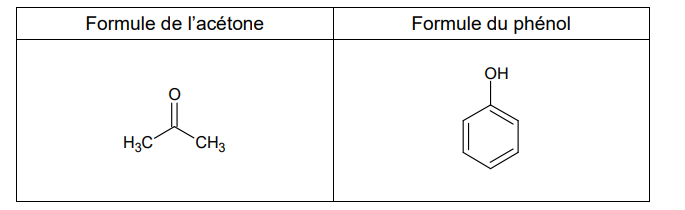 Formule de l’acétone
Formule du phénol
O
H₃C
CH₃
OH